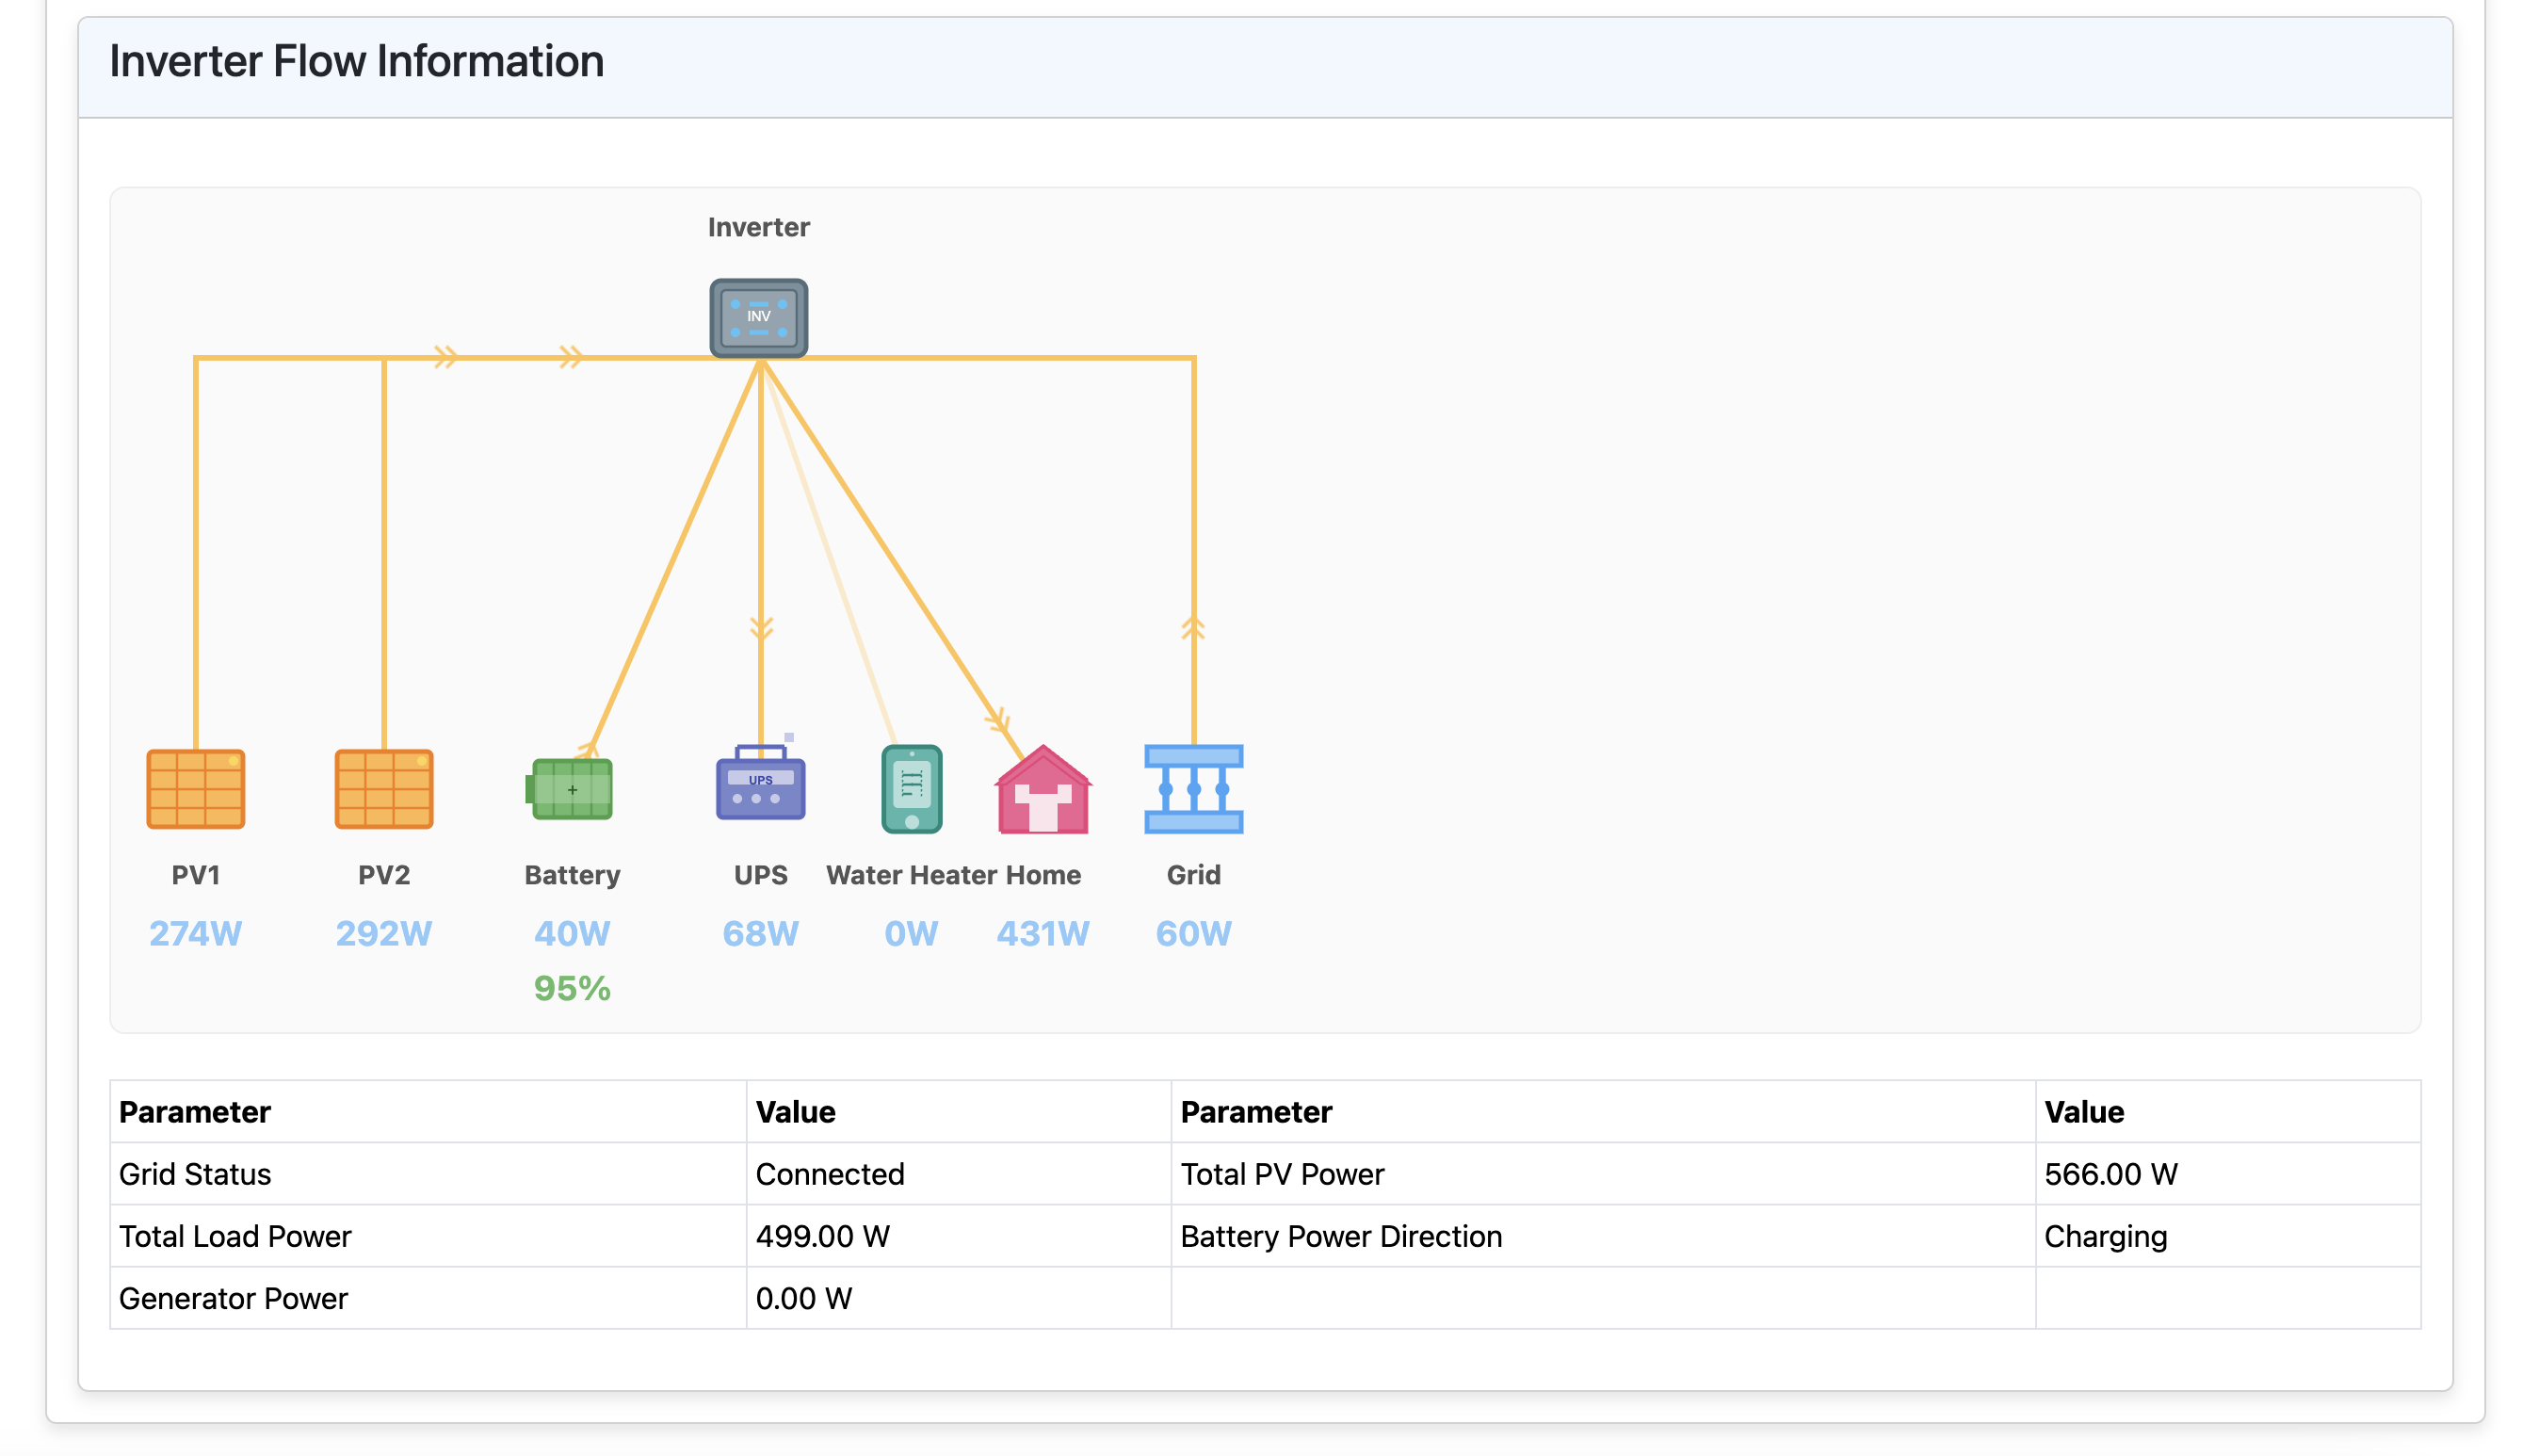 Inverter Flow Information
Inverter
INV
UPS
+
PV1 PV2 Battery UPS Water Heater Home Grid
274W 292W 40W 68W 0W 431W 60W
95%
Parameter Value Parameter Value
Grid Status Connected Total PV Power 566.00 W
Total Load Power 499.00 W Battery Power Direction Charging
Generator Power 0.00 W